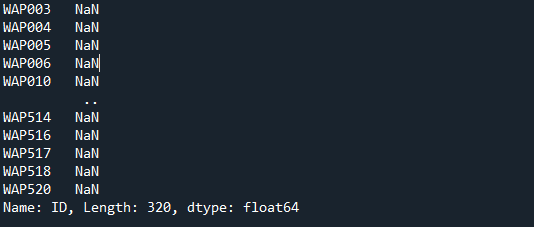 WAP003   NaN
WAP004   NaN
WAP005   NaN
WAP006   NaN
WAP010   NaN
          ..
WAP514   NaN
WAP516   NaN
WAP517   NaN
WAP518   NaN
WAP520   NaN
Name: ID, Length: 320, dtype: float64